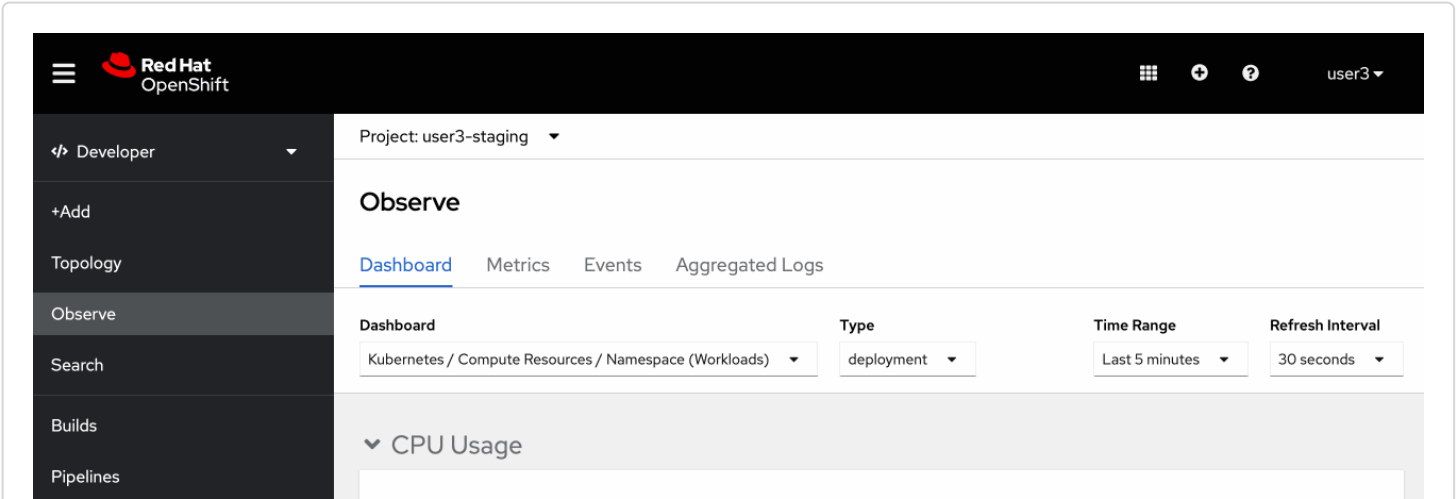 Red Hat
OpenShift
user3
Project: user3-staging
Developer
+Add
Topology
Observe
Search
Builds
Pipelines
Observe
Dashboard Metrics Events Aggregated Logs
Dashboard Type Time Range Refresh Interval
Kubernetes / Compute Resources / Namespace (Workloads) deployment Last 5 minutes 30 seconds
CPU Usage